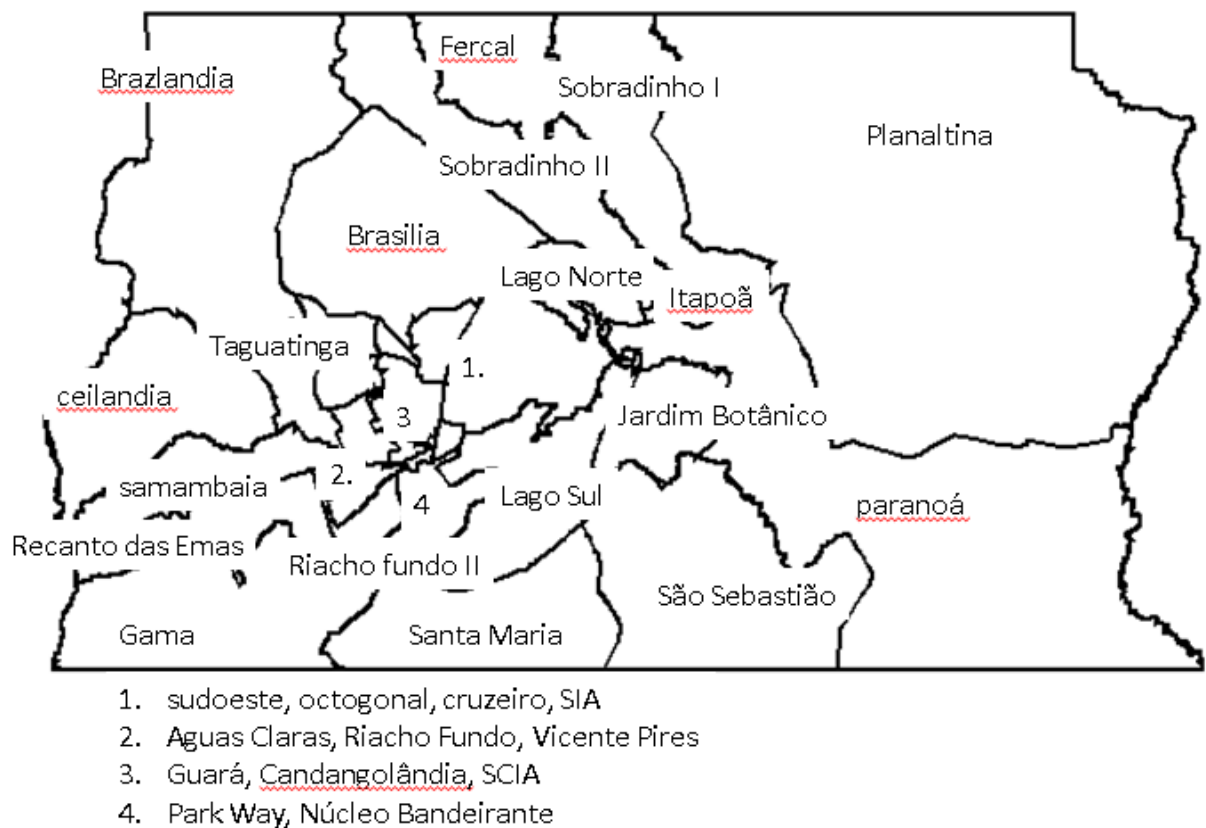 Fercal
Brazlandia
Sobradinho I
Planaltina
Sobradinho II
Brasilia
Lago Norte
Itapoã
Taguatinga
1.
ceilandia
3
Jardim Botânico
2.
samambaia
Lago Sul
4
paranoá
Recanto das Emas
Riacho fundo II
São Sebastião
Gama
Santa Maria
1. sudoeste, octogonal, cruzeiro, SIA
2. Aguas Claras, Riacho Fundo, Vicente Pires
3. Guará, Candangolândia, SCIA
4. Park Way, Núcleo Bandeirante